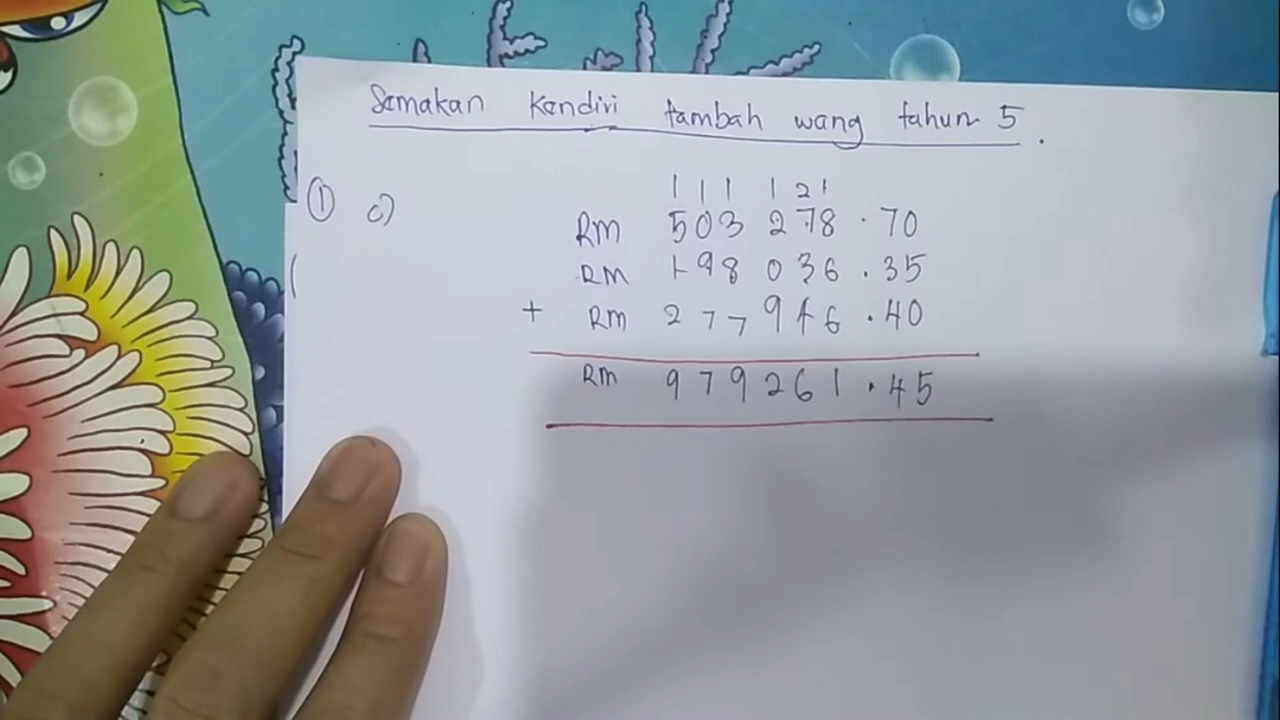 Semakan Kendiri tambah wang tahun 5.
1 1 1 1 2 1
① c) RM 503 278 . 70
RM 198 036 . 35
+ RM 277 946 . 40
RM 979 261 . 45